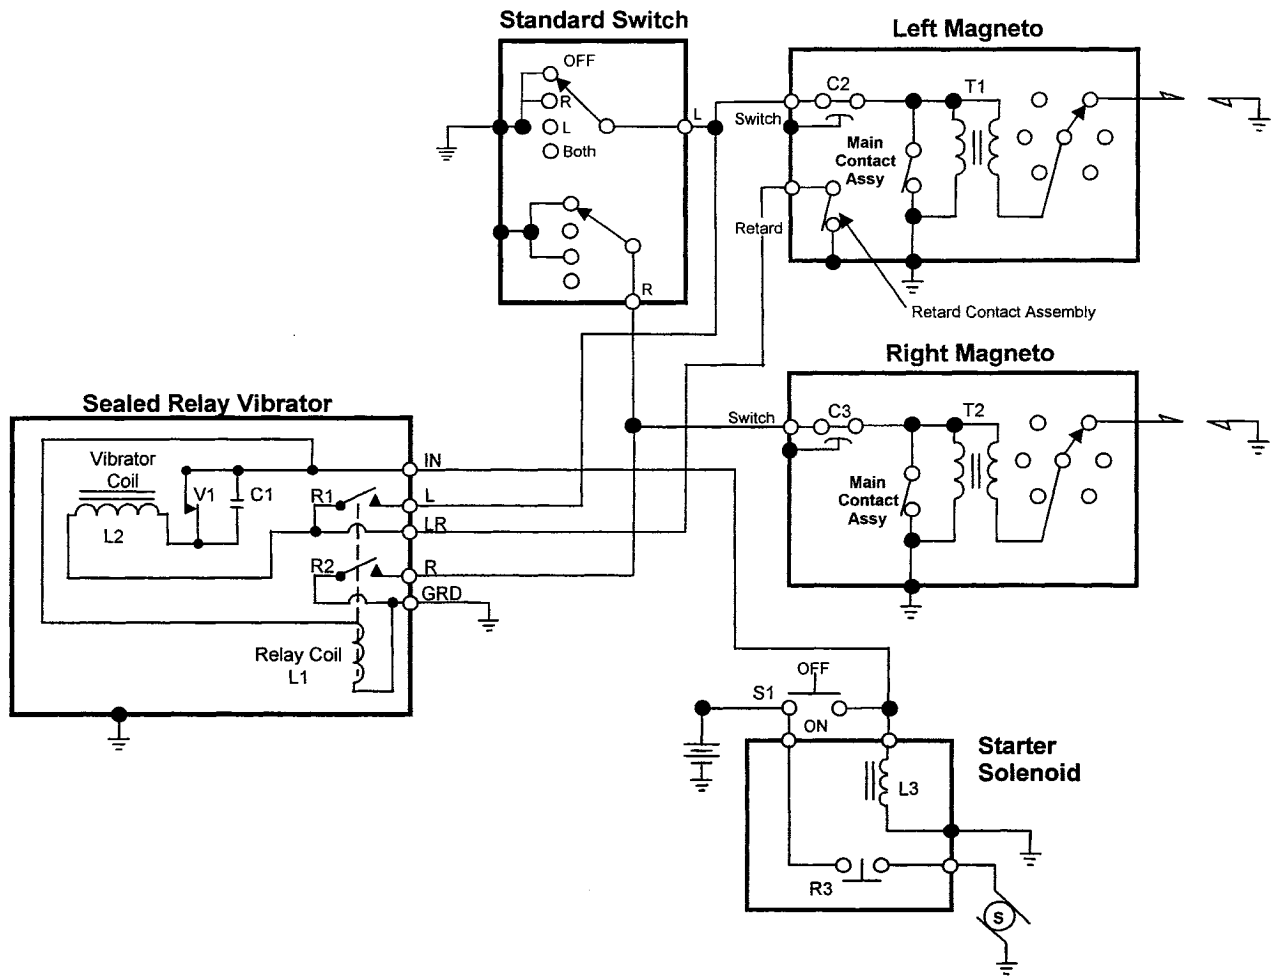 Standard Switch
OFF
R
L
Both
L
R
Left Magneto
C2
T1
Switch
Main
Contact
Assy
Retard
Retard Contact Assembly
Right Magneto
Switch
C3
T2
Main
Contact
Assy
Sealed Relay Vibrator
Vibrator
Coil
L2
V1
C1
R1
R2
IN
L
LR
R
GRD
Relay Coil
L1
OFF
S1
ON
Starter
Solenoid
L3
R3
S